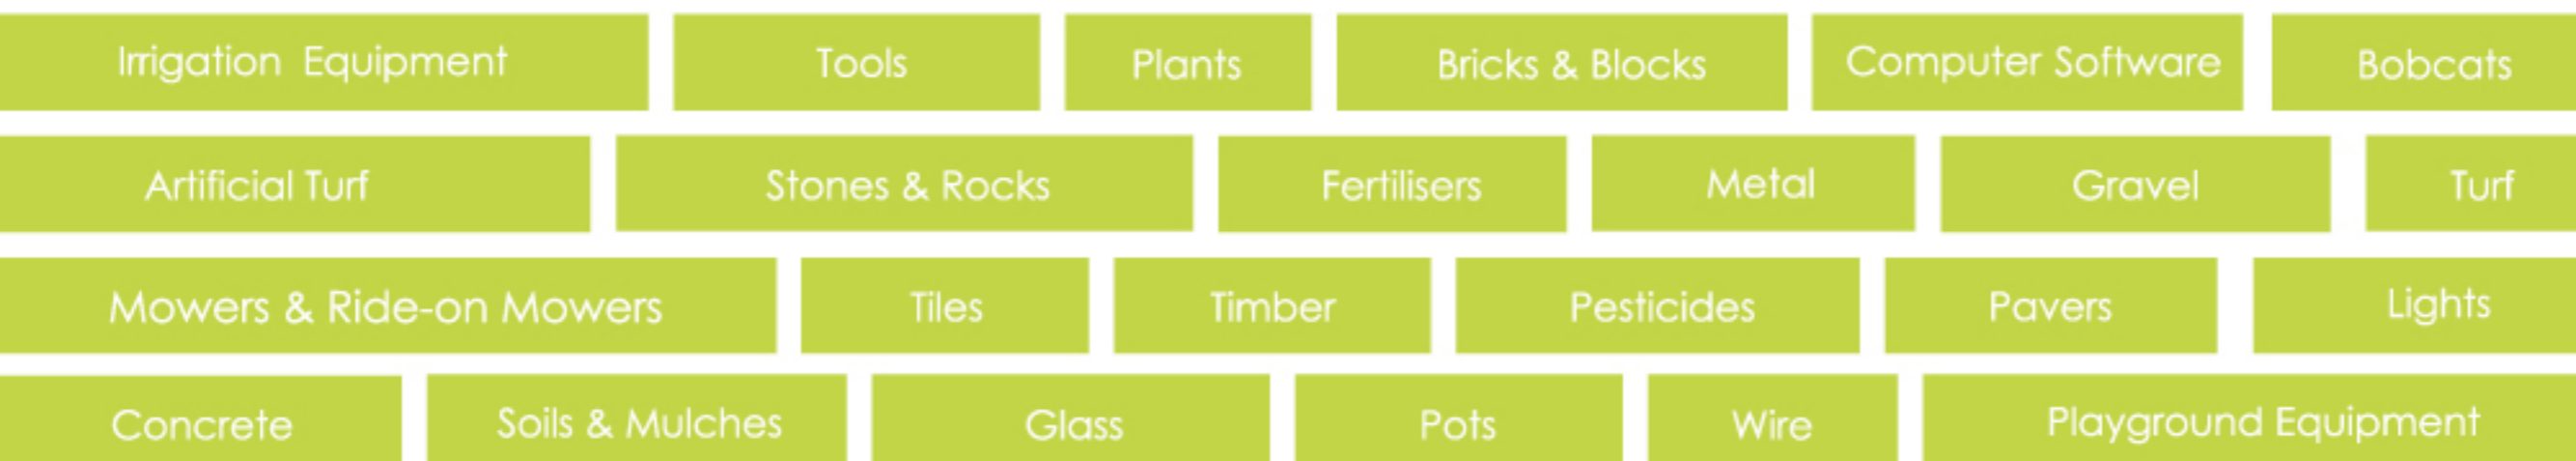 Irrigation Equipment
Tools
Plants
Bricks & Blocks
Computer Software
Bobcats
Artificial Turf
Stones & Rocks
Fertilisers
Metal
Gravel
Turf
Mowers & Ride-on Mowers
Tiles
Timber
Pesticides
Pavers
Lights
Concrete
Soils & Mulches
Glass
Pots
Wire
Playground Equipment